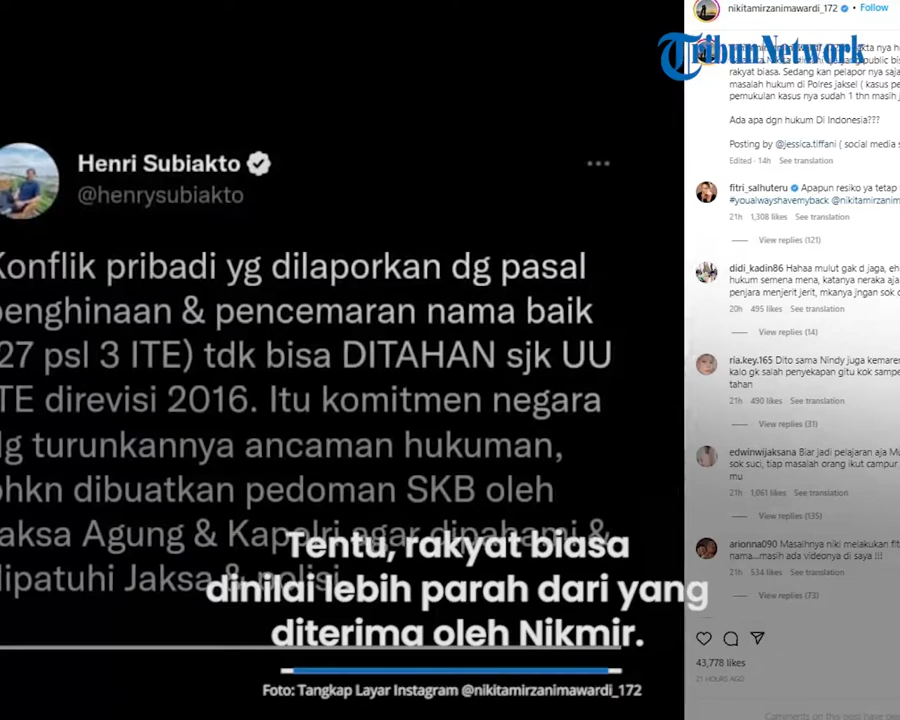 Henri Subiakto
@henrysubiakto
Konflik pribadi yg dilaporkan dg pasal
penghinaan & pencemaran nama baik
27 psl 3 ITE) tdk bisa DITAHAN sjk UU
ITE direvisi 2016. Itu komitmen negara
dg turunkannya ancaman hukuman,
bhkn dibuatkan pedoman SKB oleh
Jaksa Agung & Kapolri agar dipahami &
dipatuhi Jaksa & polisi.
Tentu, rakyat biasa
dinilai lebih parah dari yang
diterima oleh Nikmir.
Foto: Tangkap Layar Instagram @nikitamirzanimawardi_172
nikitamirzanimawardi_172 • Follow
TribunNetwork
rakyat biasa. Sedang kan pelapor nya saja
masalah hukum di Polres jaksel ( kasus
pemukulan kasus nya sudah 1 thn masih
Ada apa dgn hukum Di Indonesia???
Posting by @jessica.tiffani ( social media
Edited · 14h See translation
fitri_salhuteru Apapun resiko ya tetap
#youalwayshavemyback
21h 1,308 likes See translation
View replies (121)
didi_kadin86 Hahaa mulut gak d jaga,
hukum semena mena, katanya neraka aja
penjara menjerit jerit, mkanya jngan sok
20h 495 likes See translation
View replies (14)
ria.key.165 Dito sama Nindy juga
kalo gk salah penyekapan gitu kok
tahan
21h 490 likes See translation
View replies (31)
edwinwijaksana Biar jadi pelajaran aja
sok suci, tiap masalah orang ikut campur
mu
21h 1,061 likes See translation
View replies (135)
arionna090 Masalhnya niki melakukan
nama...masih ada videonya di saya !!!
21h 534 likes See translation
View replies (73)
43,778 likes
21 HOURS AGO
Comments on this post have